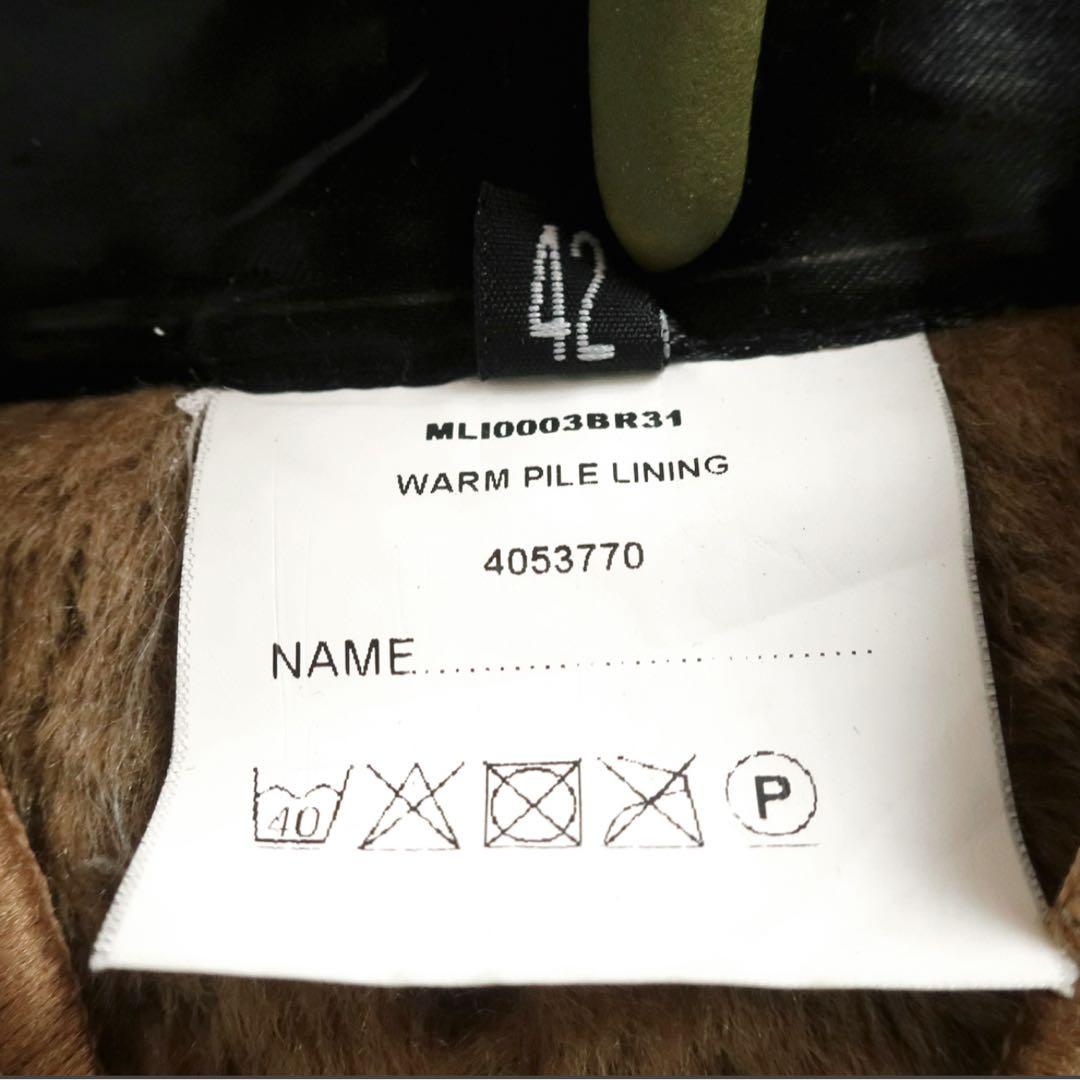 42
MLI0003BR31
WARM PILE LINING
4053770
NAME.......................................
40
P